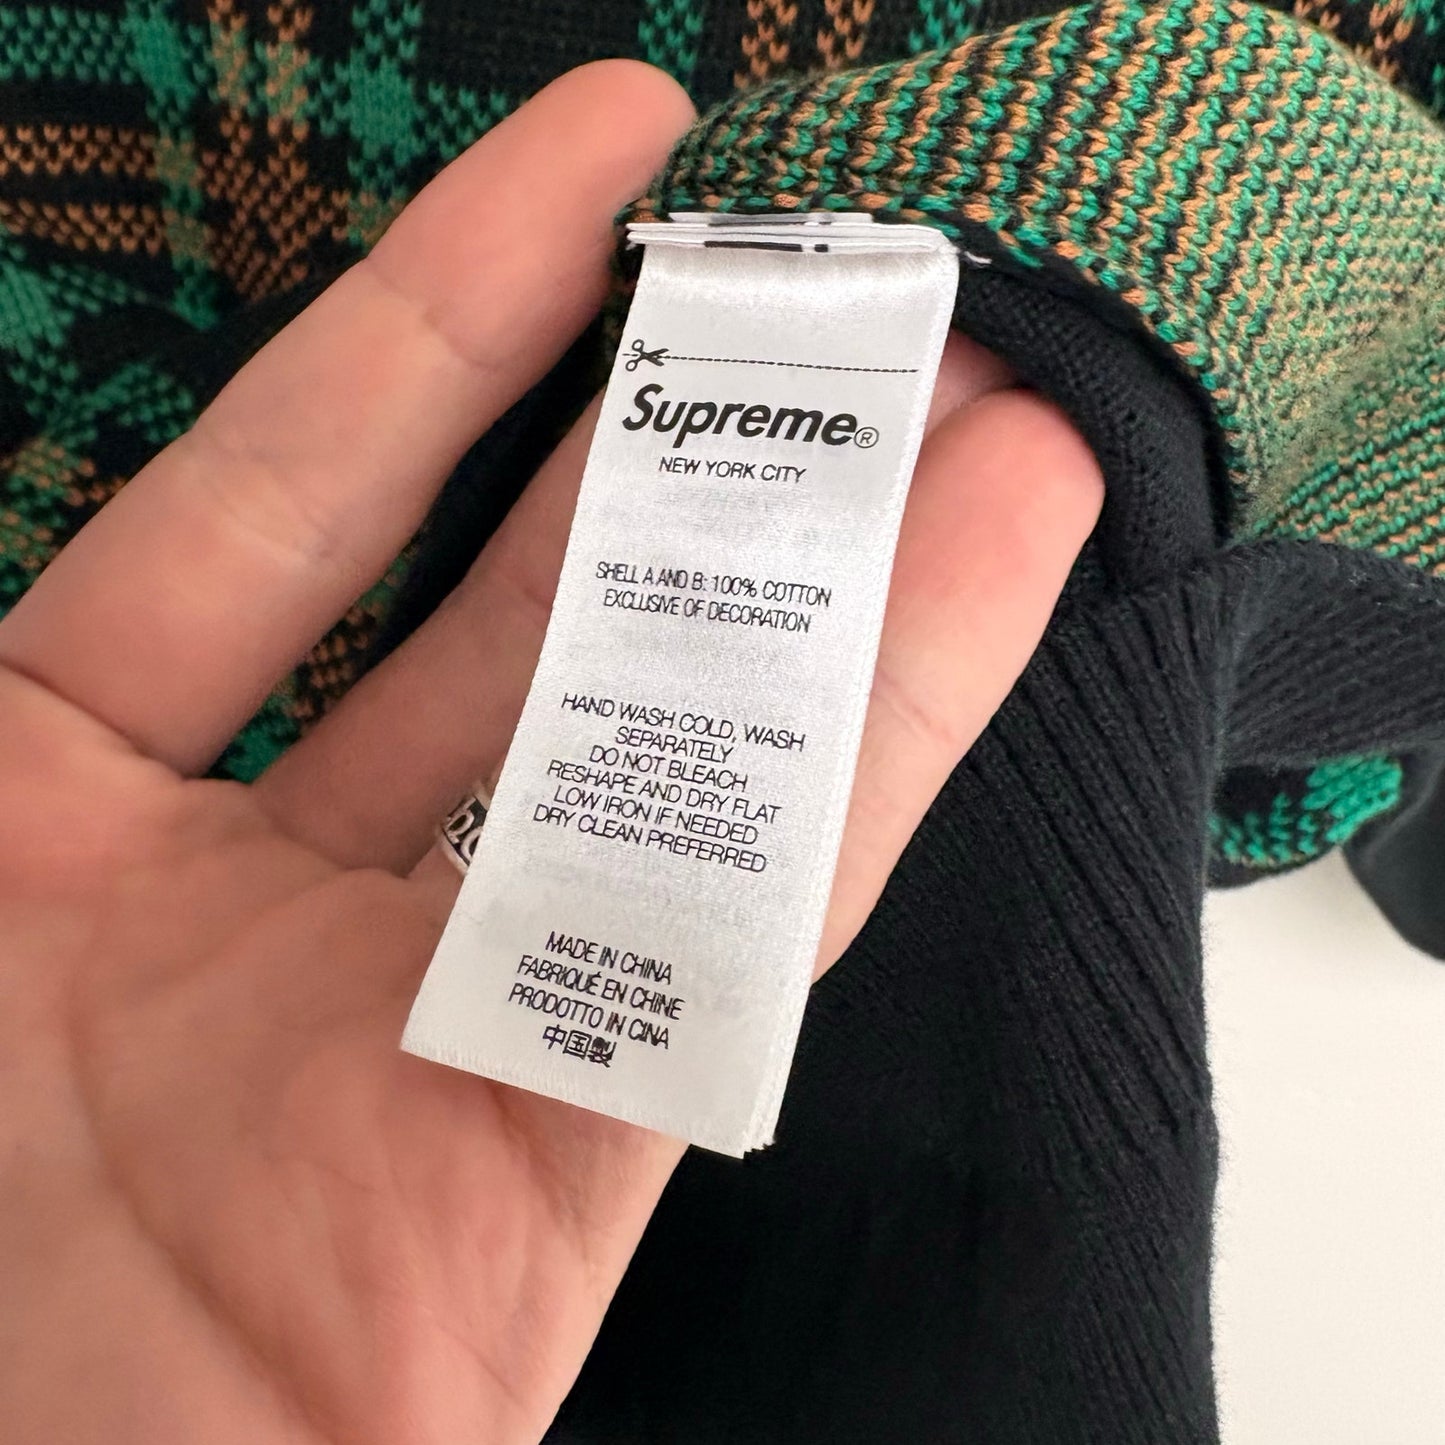 Supreme®
NEW YORK CITY
SHELL A AND B: 100% COTTON
EXCLUSIVE OF DECORATION
HAND WASH COLD, WASH
SEPARATELY
DO NOT BLEACH
RESHAPE AND DRY FLAT
LOW IRON IF NEEDED
DRY CLEAN PREFERRED
MADE IN CHINA
FABRIQUÉ EN CHINE
PRODOTTO IN CINA
中国製